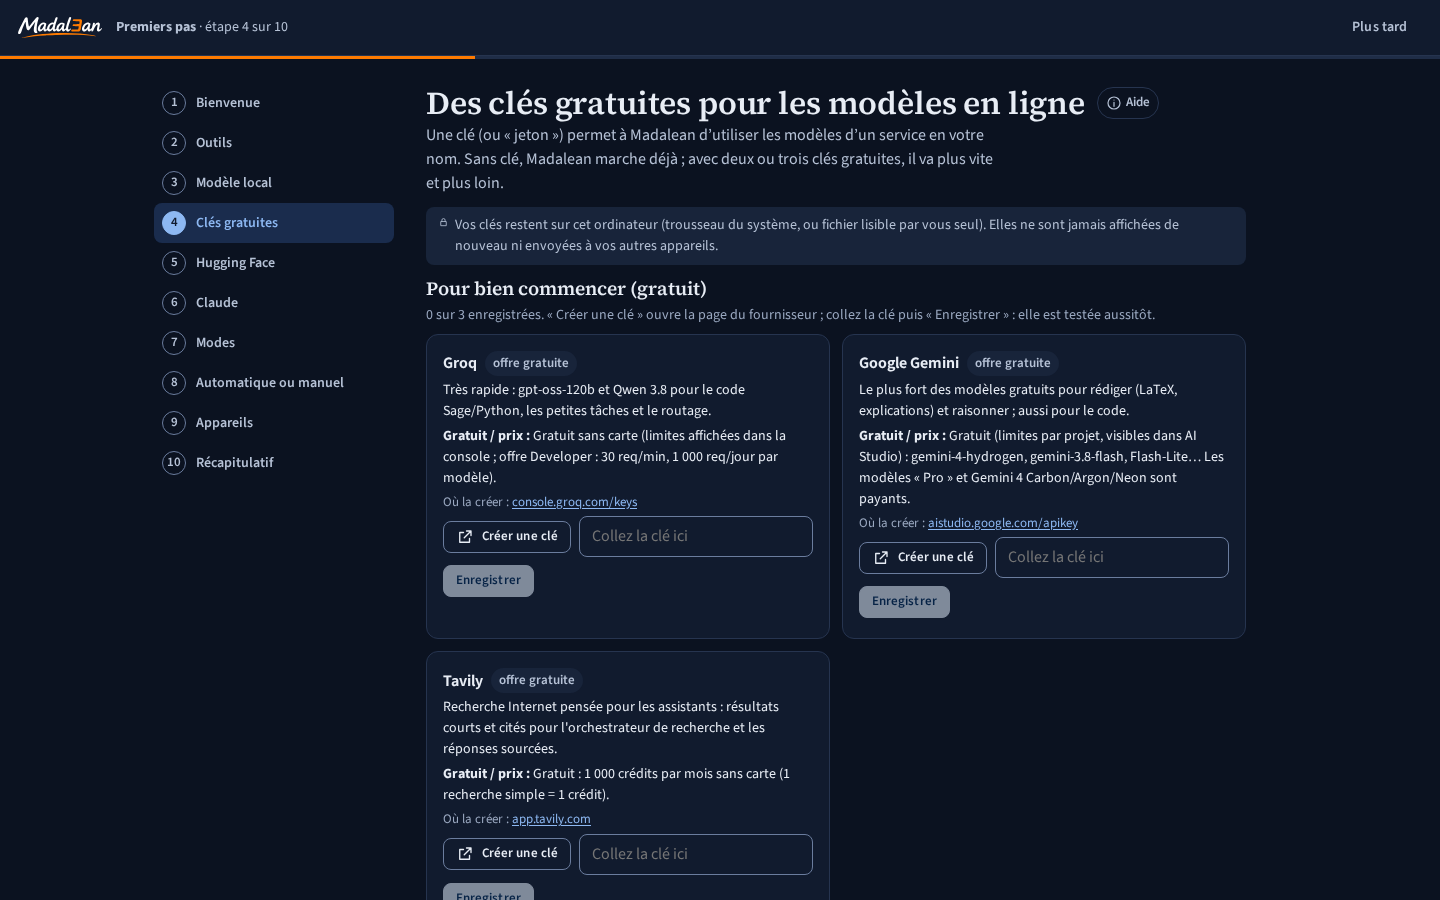 Madal3an
Premiers pas · étape 4 sur 10
Plus tard
1 Bienvenue
2 Outils
3 Modèle local
4 Clés gratuites
5 Hugging Face
6 Claude
7 Modes
8 Automatique ou manuel
9 Appareils
10 Récapitulatif
Des clés gratuites pour les modèles en ligne
Aide
Une clé (ou « jeton ») permet à Madalean d’utiliser les modèles d’un service en votre
nom. Sans clé, Madalean marche déjà ; avec deux ou trois clés gratuites, il va plus vite
et plus loin.
Vos clés restent sur cet ordinateur (trousseau du système, ou fichier lisible par vous seul). Elles ne sont jamais affichées de
nouveau ni envoyées à vos autres appareils.
Pour bien commencer (gratuit)
0 sur 3 enregistrées. « Créer une clé » ouvre la page du fournisseur ; collez la clé puis « Enregistrer » : elle est testée aussitôt.
Groq offre gratuite
Très rapide : gpt-oss-120b et Qwen 3.8 pour le code
Sage/Python, les petites tâches et le routage.
Gratuit / prix : Gratuit sans carte (limites affichées dans la
console ; offre Developer : 30 req/min, 1 000 req/jour par
modèle).
Où la créer : console.groq.com/keys
Créer une clé
Collez la clé ici
Enregistrer
Google Gemini offre gratuite
Le plus fort des modèles gratuits pour rédiger (LaTeX,
explications) et raisonner ; aussi pour le code.
Gratuit / prix : Gratuit (limites par projet, visibles dans AI
Studio) : gemini-4-hydrogen, gemini-3.8-flash, Flash-Lite… Les
modèles « Pro » et Gemini 4 Carbon/Argon/Neon sont
payants.
Où la créer : aistudio.google.com/apikey
Créer une clé
Collez la clé ici
Enregistrer
Tavily offre gratuite
Recherche Internet pensée pour les assistants : résultats
courts et cités pour l'orchestrateur de recherche et les
réponses sourcées.
Gratuit / prix : Gratuit : 1 000 crédits par mois sans carte (1
recherche simple = 1 crédit).
Où la créer : app.tavily.com
Créer une clé
Collez la clé ici
Enregistrer